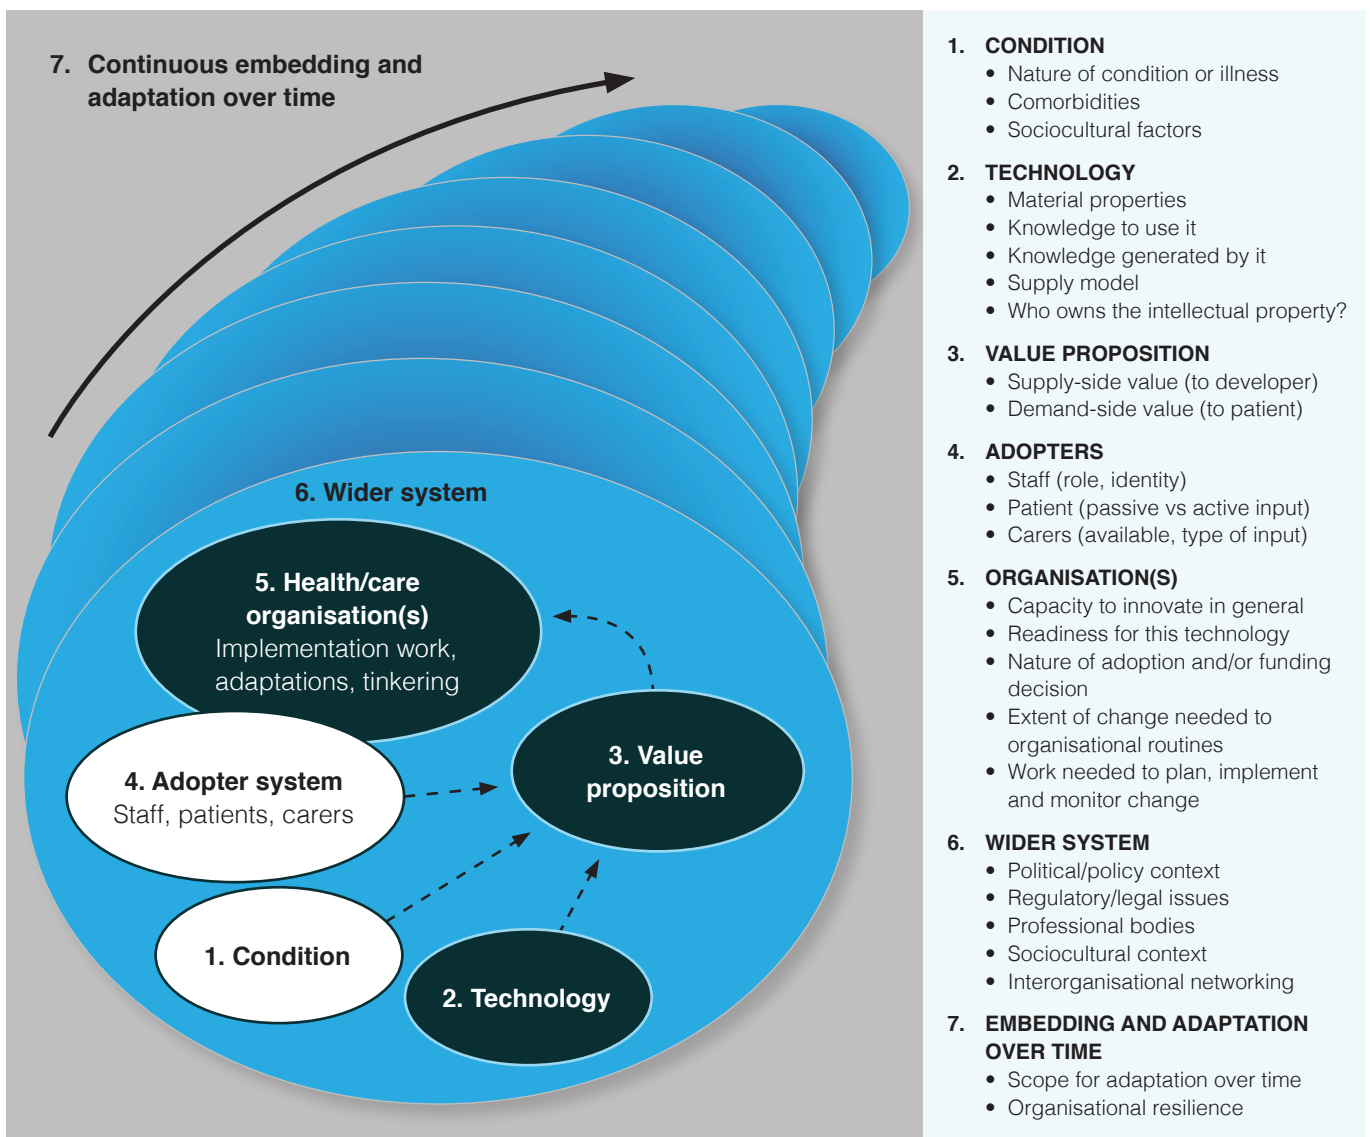 7. Continuous embedding and
adaptation over time
6. Wider system
5. Health/care
organisation(s)
Implementation work,
adaptations, tinkering
4. Adopter system
Staff, patients, carers
3. Value
proposition
1. Condition
2. Technology
1. CONDITION
• Nature of condition or illness
• Comorbidities
• Sociocultural factors
2. TECHNOLOGY
• Material properties
• Knowledge to use it
• Knowledge generated by it
• Supply model
• Who owns the intellectual property?
3. VALUE PROPOSITION
• Supply-side value (to developer)
• Demand-side value (to patient)
4. ADOPTERS
• Staff (role, identity)
• Patient (passive vs active input)
• Carers (available, type of input)
5. ORGANISATION(S)
• Capacity to innovate in general
• Readiness for this technology
• Nature of adoption and/or funding
decision
• Extent of change needed to
organisational routines
• Work needed to plan, implement
and monitor change
6. WIDER SYSTEM
• Political/policy context
• Regulatory/legal issues
• Professional bodies
• Sociocultural context
• Interorganisational networking
7. EMBEDDING AND ADAPTATION
OVER TIME
• Scope for adaptation over time
• Organisational resilience